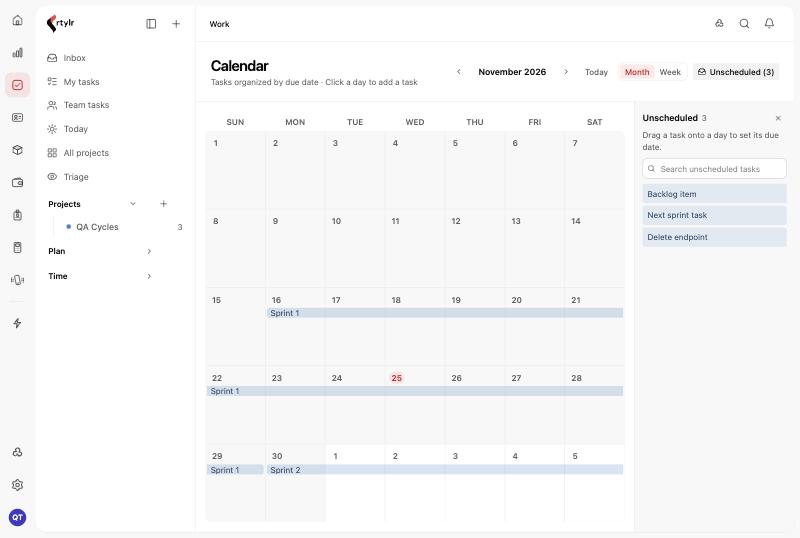 rtylr
Inbox
My tasks
Team tasks
Today
All projects
Triage
Projects
QA Cycles 3
Plan
Time
QT
Work
Calendar
Tasks organized by due date · Click a day to add a task
November 2026
Today
Month
Week
Unscheduled (3)
SUN MON TUE WED THU FRI SAT
1 2 3 4 5 6 7
8 9 10 11 12 13 14
15 16 17 18 19 20 21
Sprint 1
22 23 24 25 26 27 28
Sprint 1
29 30 1 2 3 4 5
Sprint 1 Sprint 2
Unscheduled 3
Drag a task onto a day to set its due
date.
Search unscheduled tasks
Backlog item
Next sprint task
Delete endpoint